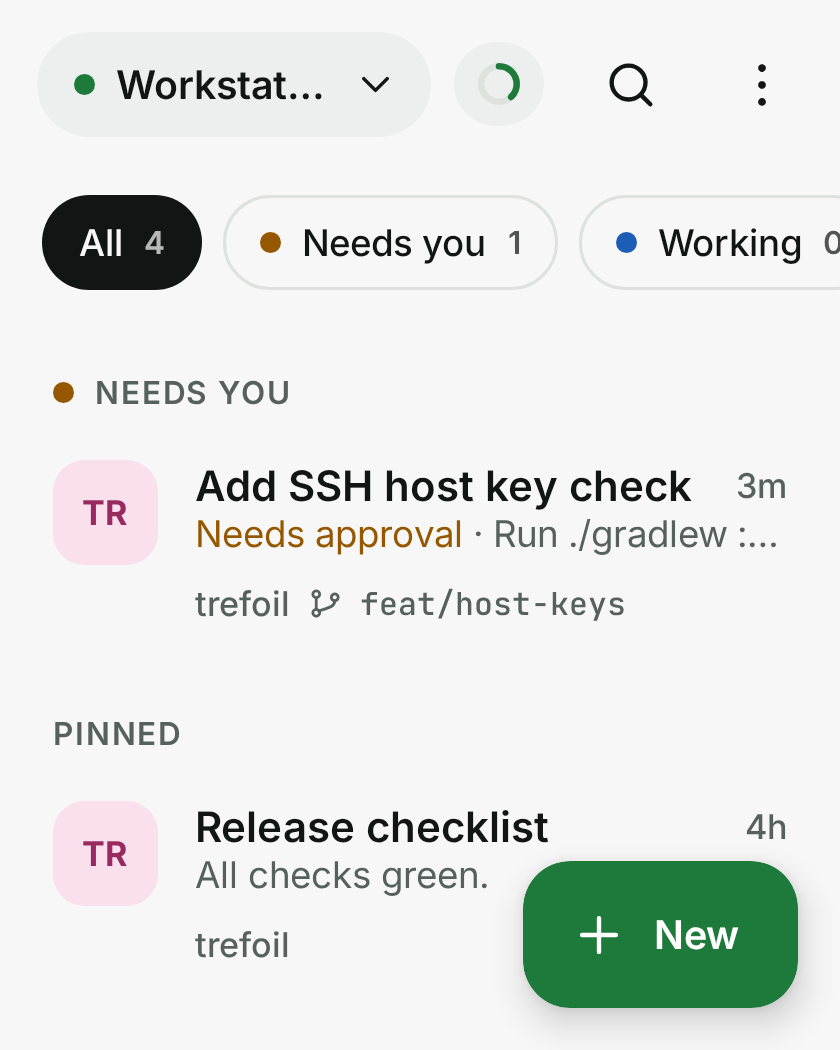 Workstat...
All 4
Needs you 1
Working 0
NEEDS YOU
TR
Add SSH host key check 3m
Needs approval · Run ./gradlew :...
trefoil feat/host-keys
PINNED
TR
Release checklist 4h
All checks green.
trefoil
New